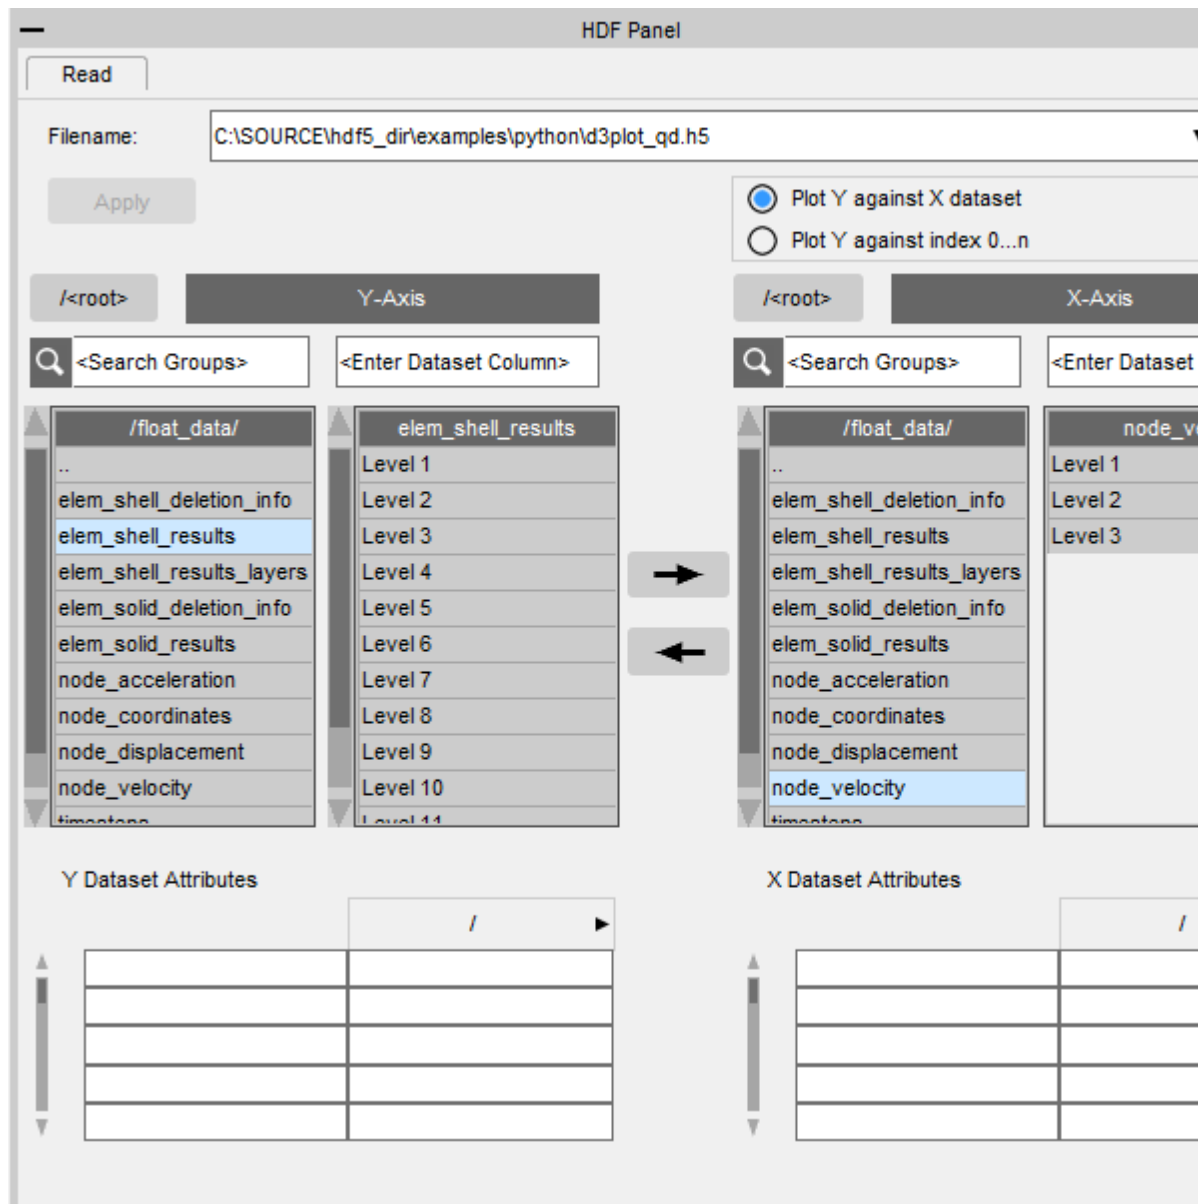 HDF Panel
Read
Filename: C:\SOURCE\hdf5_dir\examples\python\d3plot_qd.h5
Apply
Plot Y against X dataset
Plot Y against index 0...n
/<root> Y-Axis /<root> X-Axis
<Search Groups> <Enter Dataset Column> <Search Groups> <Enter Dataset
/float_data/ elem_shell_results /float_data/ node_ve
.. Level 1 .. Level 1
elem_shell_deletion_info Level 2 elem_shell_deletion_info Level 2
elem_shell_results Level 3 elem_shell_results Level 3
elem_shell_results_layers Level 4 elem_shell_results_layers
elem_solid_deletion_info Level 5 elem_solid_deletion_info
elem_solid_results Level 6 elem_solid_results
node_acceleration Level 7 node_acceleration
node_coordinates Level 8 node_coordinates
node_displacement Level 9 node_displacement
node_velocity Level 10 node_velocity
Level 11
Y Dataset Attributes X Dataset Attributes
/ /